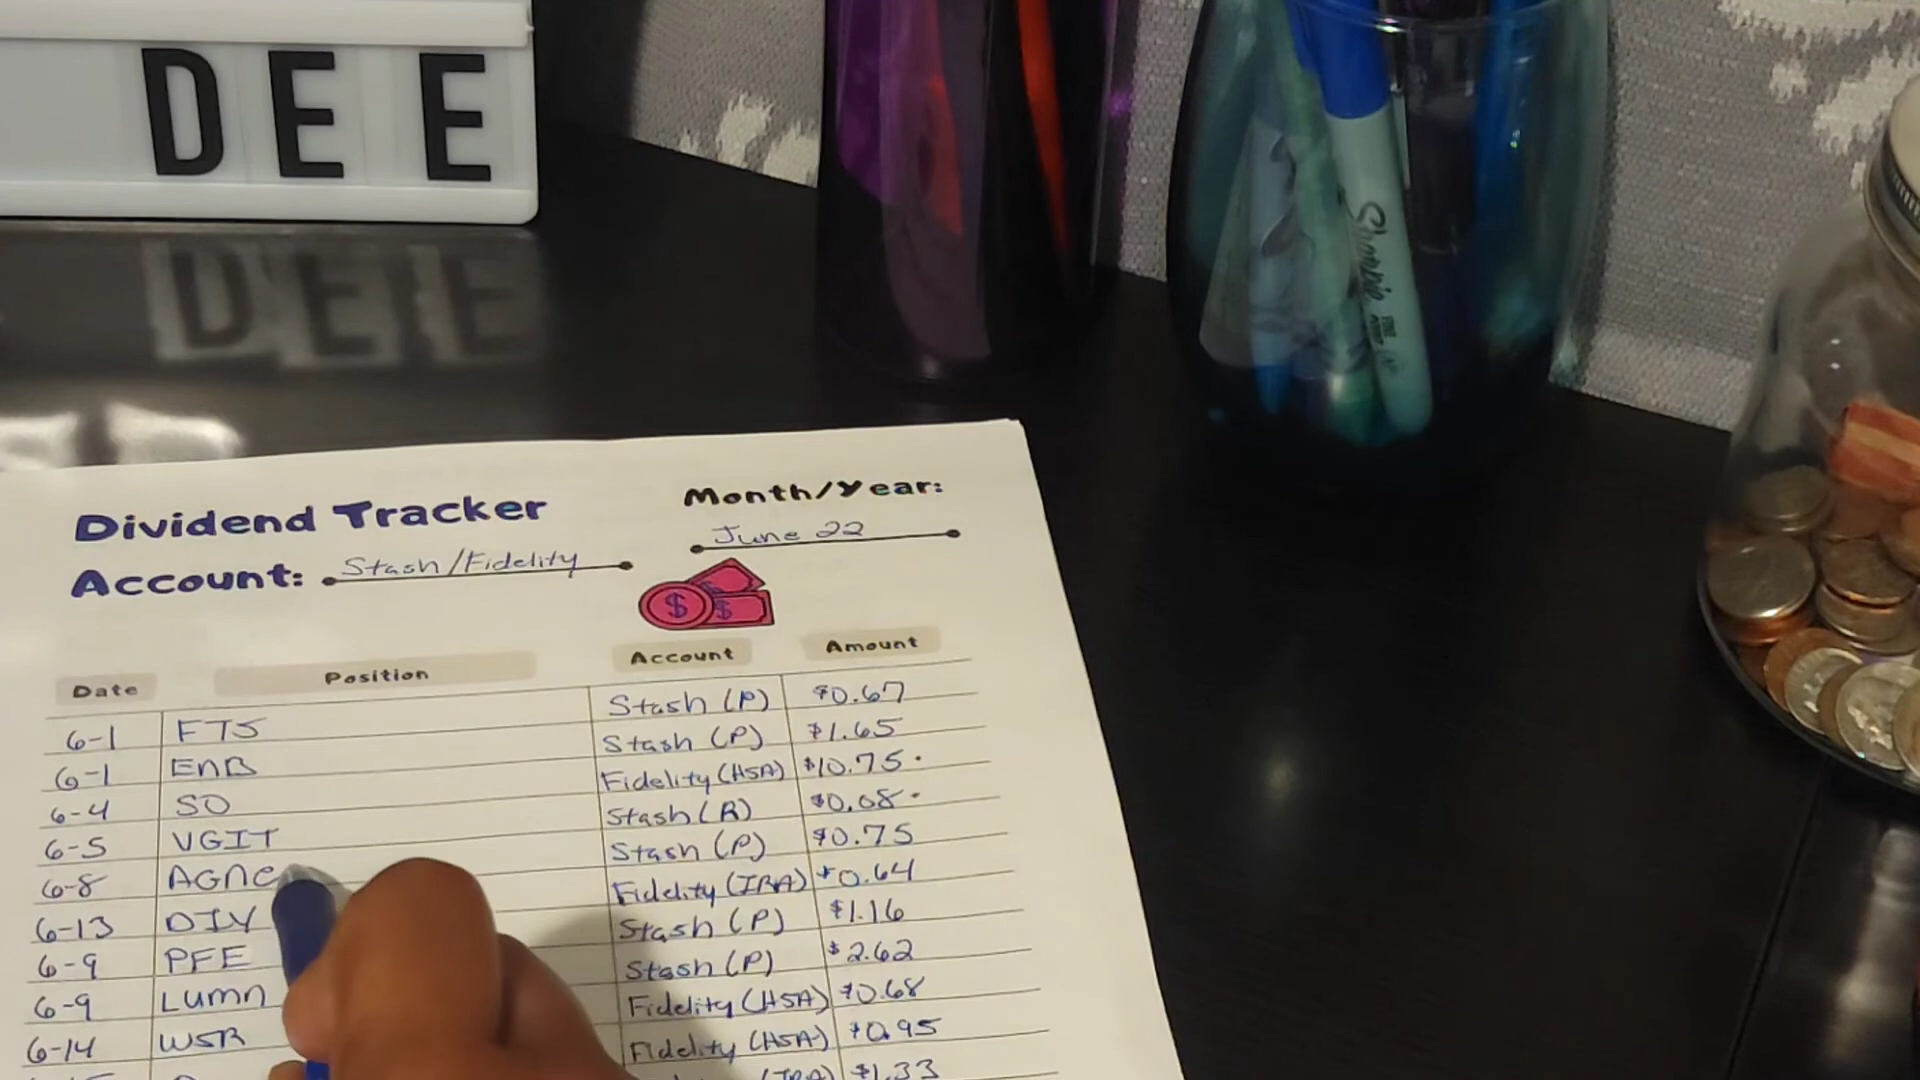 DEE
Sharpie
Dividend Tracker
Month/Year:
June 22
Account: Stash/Fidelity
Date Position Account Amount
6-1 FTS Stash (P) $0.67
6-1 ENB Stash (P) $1.65
6-4 SO Fidelity (HSA) $10.75
6-5 VGIT Stash (R) $0.08
6-8 AGNC Stash (P) $0.75
6-13 DIV Fidelity (IRA) $0.64
6-9 PFE Stash (P) $1.16
6-9 Lumn Stash (P) $2.62
6-14 WSR Fidelity (HSA) $0.68
Fidelity (HSA) $0.95
(IRA) $1.33